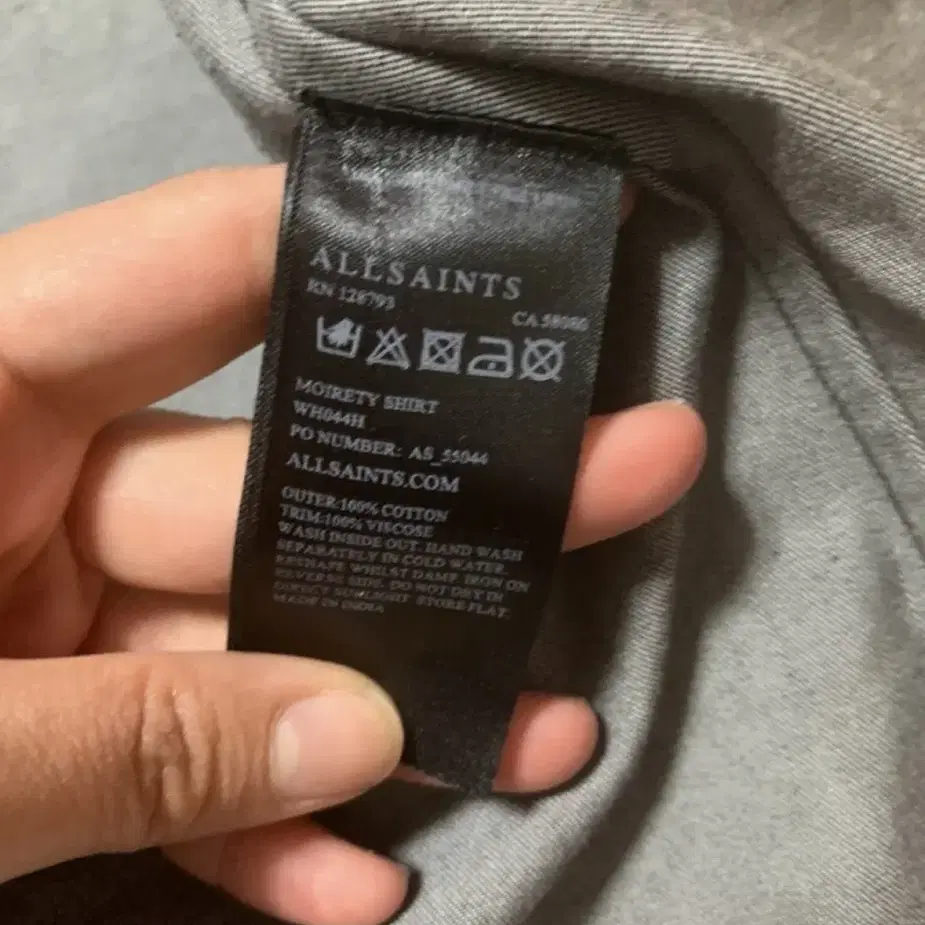 ALLSAINTS
RN 128793
CA 58086
MOIRETY SHIRT
WH044H
PO NUMBER: AS_55044
ALLSAINTS.COM
OUTER:100% COTTON
TRIM:100% VISCOSE
WASH INSIDE OUT. HAND WASH
SEPARATELY IN COLD WATER.
RESHAPE WHILST DAMP. IRON ON
REVERSE SIDE. DO NOT DRY IN
DIRECT SUNLIGHT. STORE FLAT.
MADE IN INDIA